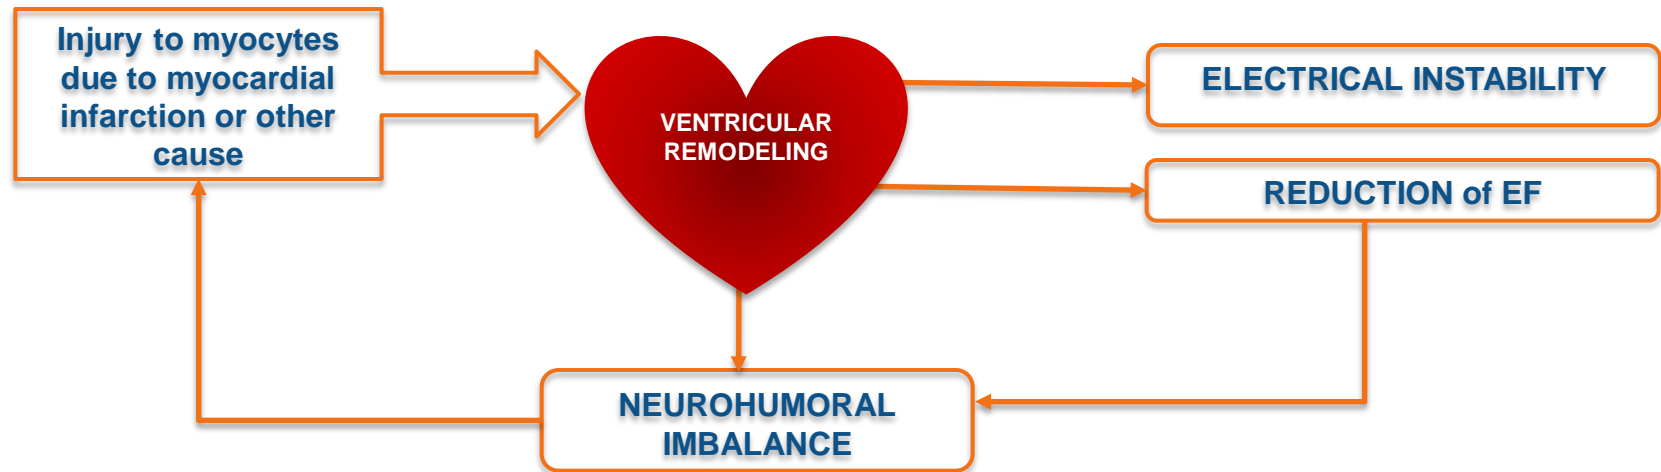 Injury to myocytes
due to myocardial
infarction or other
cause
VENTRICULAR
REMODELING
ELECTRICAL INSTABILITY
REDUCTION of EF
NEUROHUMORAL
IMBALANCE